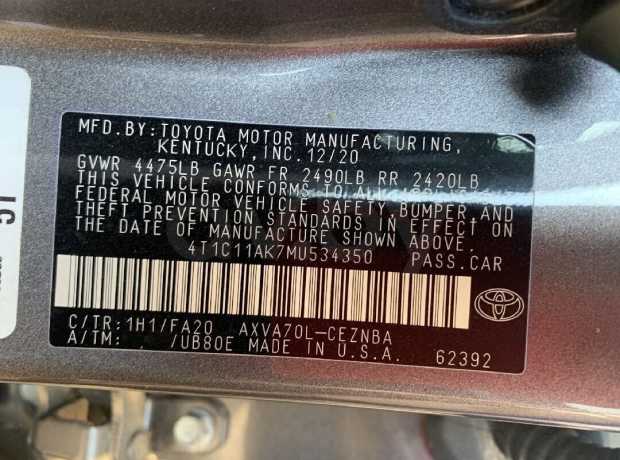 MFD. BY: TOYOTA MOTOR MANUFACTURING,
KENTUCKY, INC. 12/20
GVWR 4475LB GAWR FR 2490LB RR 2420LB
THIS VEHICLE CONFORMS TO ALL
FEDERAL MOTOR VEHICLE SAFETY, BUMPER, AND
THEFT PREVENTION STANDARDS IN EFFECT ON
THE DATE OF MANUFACTURE SHOWN ABOVE.
4T1C11AK7MU534350 PASS. CAR
C/TR: 1H1/FA20 AXVA70L-CEZNBA
A/TM: , /UB80E MADE IN U.S.A. 62392